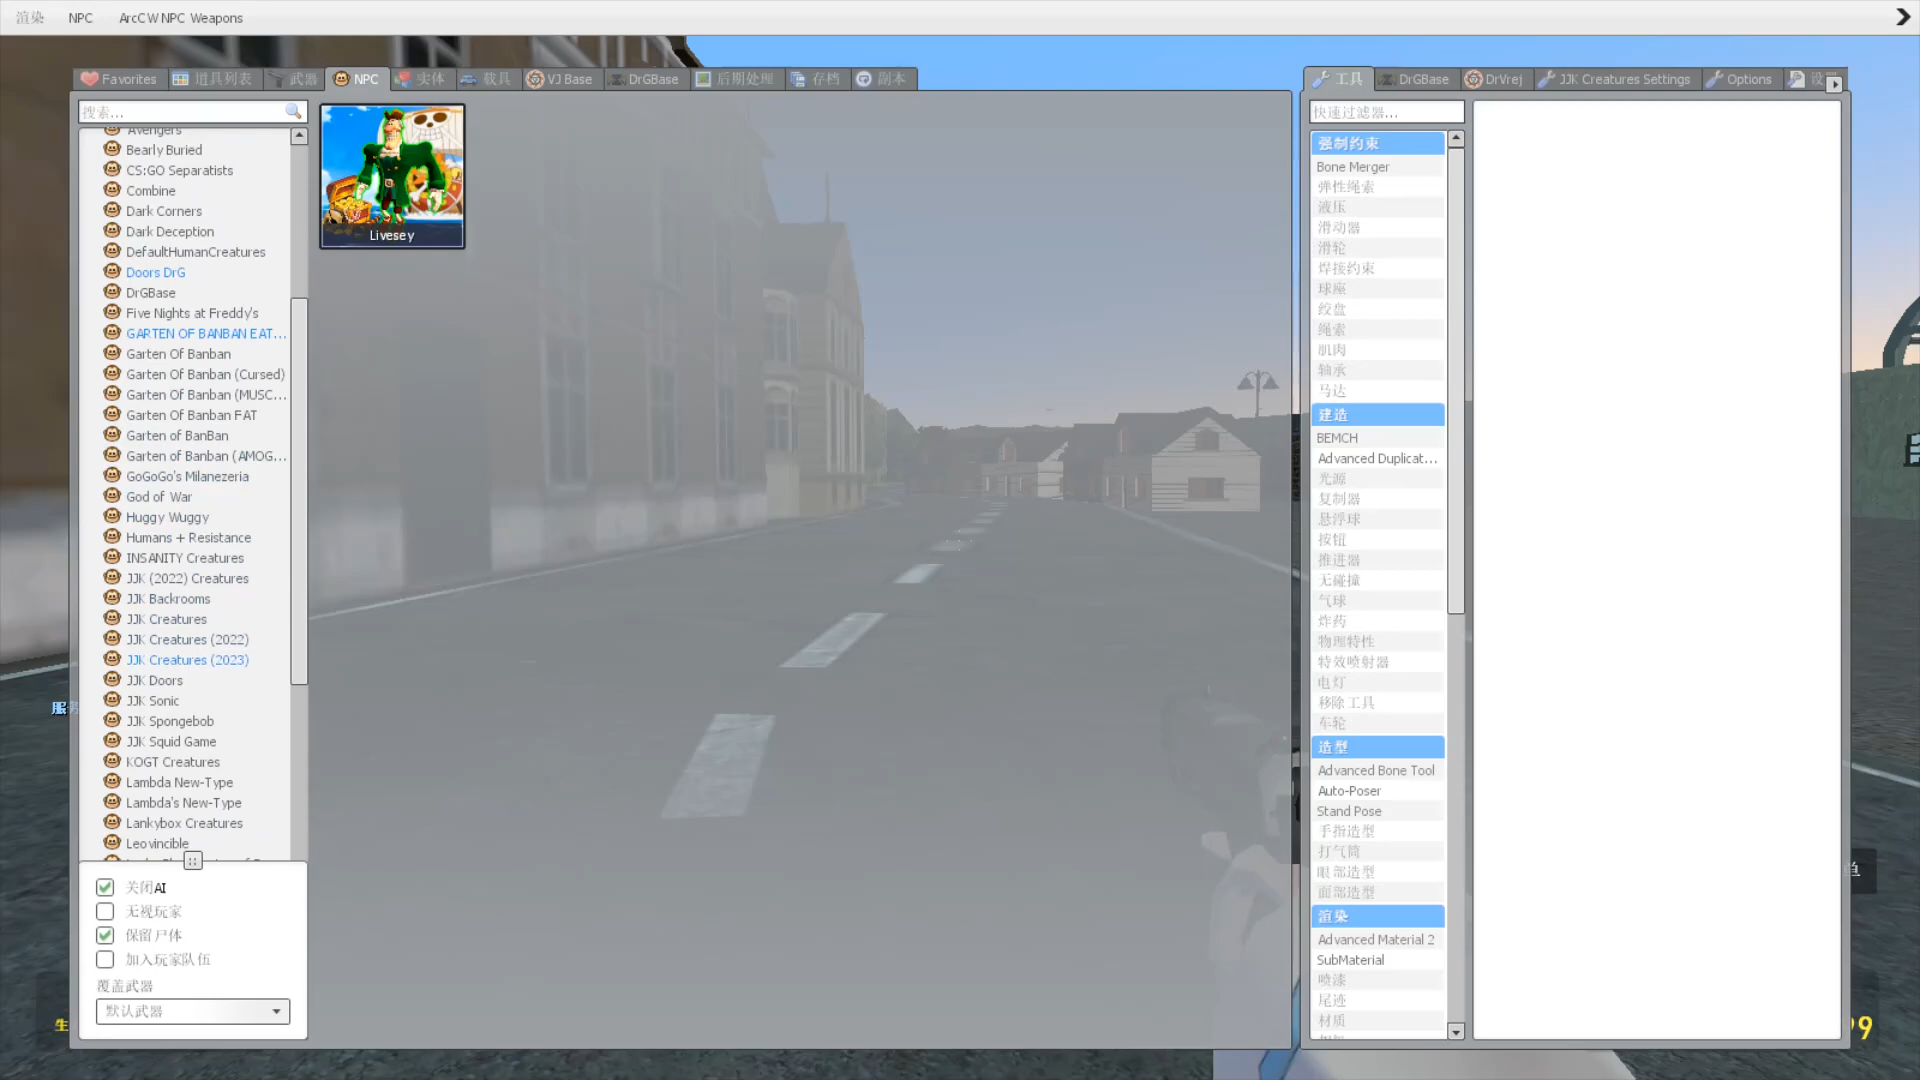 渲染 NPC ArcCW NPC Weapons
Favorites 道具列表 武器 NPC 实体 载具 VJ Base DrGBase 后期处理 存档 副本
搜索...
Avengers
Bearly Buried
CS:GO Separatists
Combine
Dark Corners
Dark Deception
DefaultHumanCreatures
Doors DrG
DrGBase
Five Nights at Freddy's
GARTEN OF BANBAN EAT...
Garten Of Banban
Garten Of Banban (Cursed)
Garten Of Banban (MUSC...
Garten Of Banban FAT
Garten of BanBan
Garten of Banban (AMOG...
GoGoGo's Milanezeria
God of War
Huggy Wuggy
Humans + Resistance
INSANITY Creatures
JJK (2022) Creatures
JJK Backrooms
JJK Creatures
JJK Creatures (2022)
JJK Creatures (2023)
JJK Doors
JJK Sonic
JJK Spongebob
JJK Squid Game
KOGT Creatures
Lambda New-Type
Lambda's New-Type
Lankybox Creatures
Leovincible
关闭AI
无视玩家
保留尸体
加入玩家队伍
覆盖武器
默认武器
Livesey
工具 DrGBase DrVrej JJK Creatures Settings Options 设
快速过滤器...
强制约束
Bone Merger
弹性绳索
液压
滑动器
滑轮
焊接约束
球座
绞盘
绳索
肌肉
轴承
马达
建造
BEMCH
Advanced Duplicat...
光源
复制器
悬浮球
按钮
推进器
无碰撞
气球
炸药
物理特性
特效喷射器
电灯
移除工具
车轮
造型
Advanced Bone Tool
Auto-Poser
Stand Pose
手指造型
打气筒
眼部造型
面部造型
渲染
Advanced Material 2
SubMaterial
喷漆
尾迹
材质
服
生
单
99